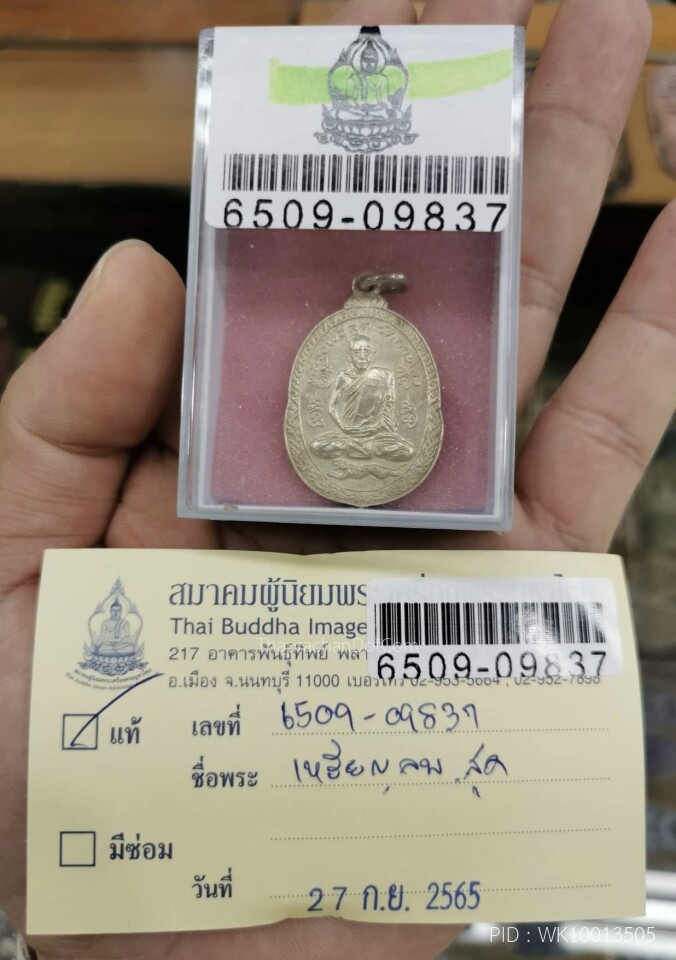 6509-09837
สมาคมผู้นิยมพระ
Thai Buddha Image
ThaprachanDotCom
217 อาคารพันธุ์ทิพย์ พลา
6509-09837
อ.เมือง จ.นนทบุรี 11000 เบอร์โทร 02-953-5664 , 02-952-7898
แท้ เลขที่ 6509-09837
ชื่อพระ เหรียญ ลพ.สุด
มีซ่อม
วันที่ 27 ก.ย. 2565
PID : WK10013505